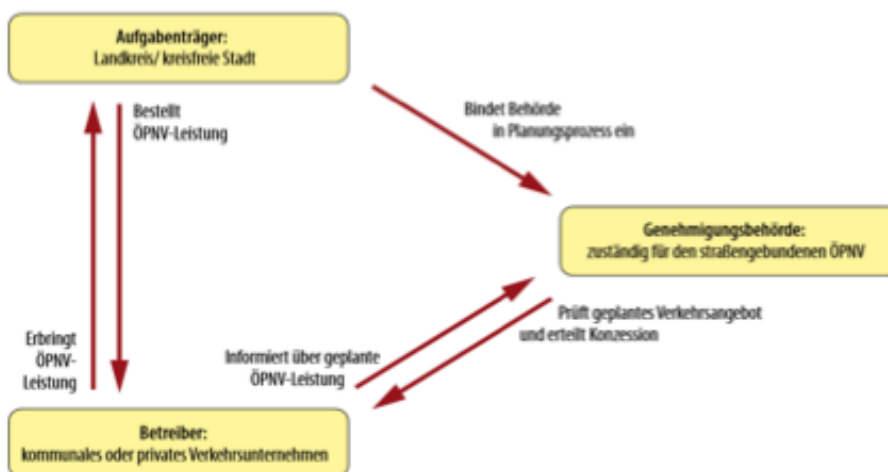 Aufgabenträger:
Landkreis/ kreisfreie Stadt
Bestellt
ÖPNV-Leistung
Bindet Behörde
in Planungsprozess ein
Genehmigungsbehörde:
zuständig für den straßengebundenen ÖPNV
Prüft geplantes Verkehrsangebot
und erteilt Konzession
Erbringt
ÖPNV-
Leistung
Informiert über geplante
ÖPNV-Leistung
Betreiber:
kommunales oder privates Verkehrsunternehmen